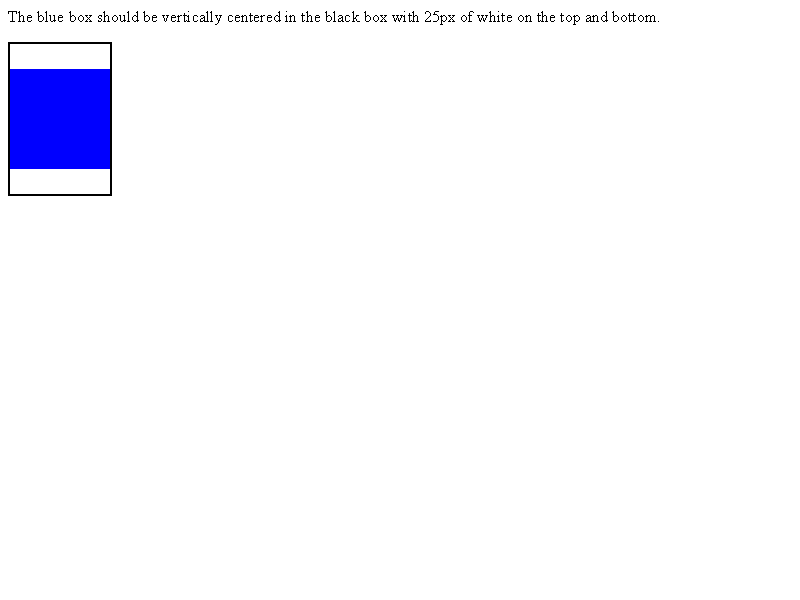 The blue box should be vertically centered in the black box with 25px of white on the top and bottom.